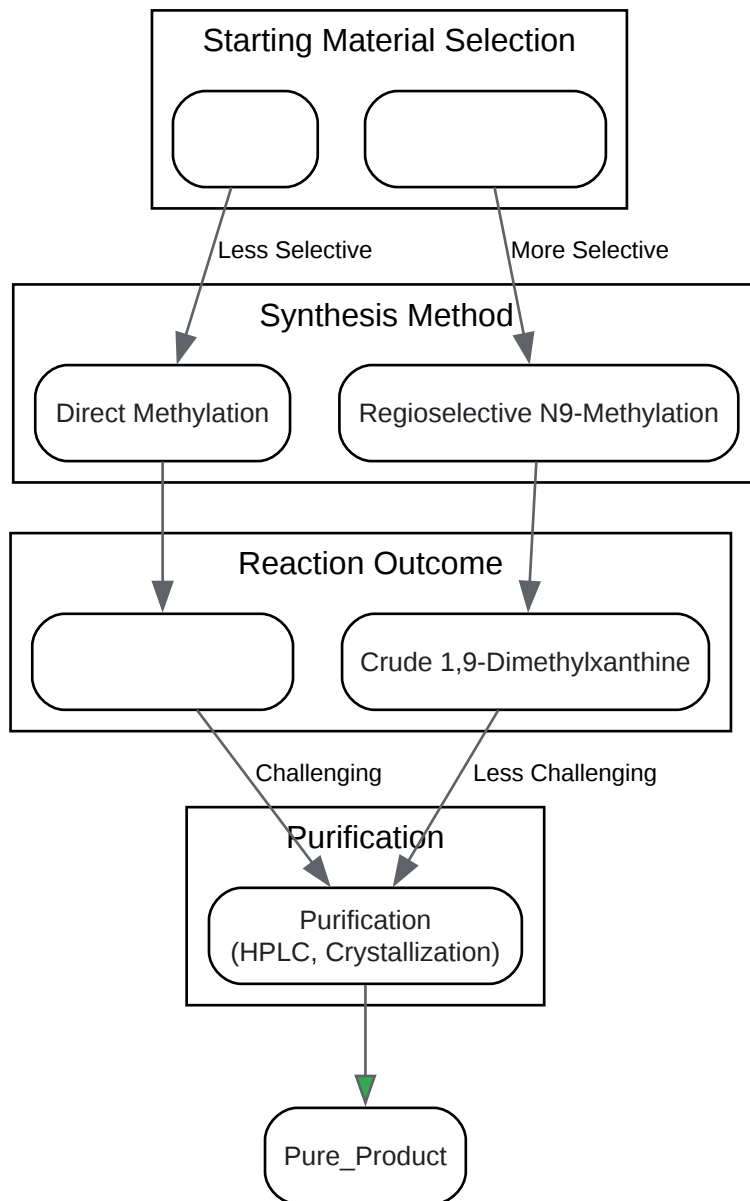 Starting Material Selection
Less Selective
More Selective
Synthesis Method
Direct Methylation
Regioselective N9-Methylation
Reaction Outcome
Crude 1,9-Dimethylxanthine
Challenging
Less Challenging
Purification
Purification
(HPLC, Crystallization)
Pure_Product